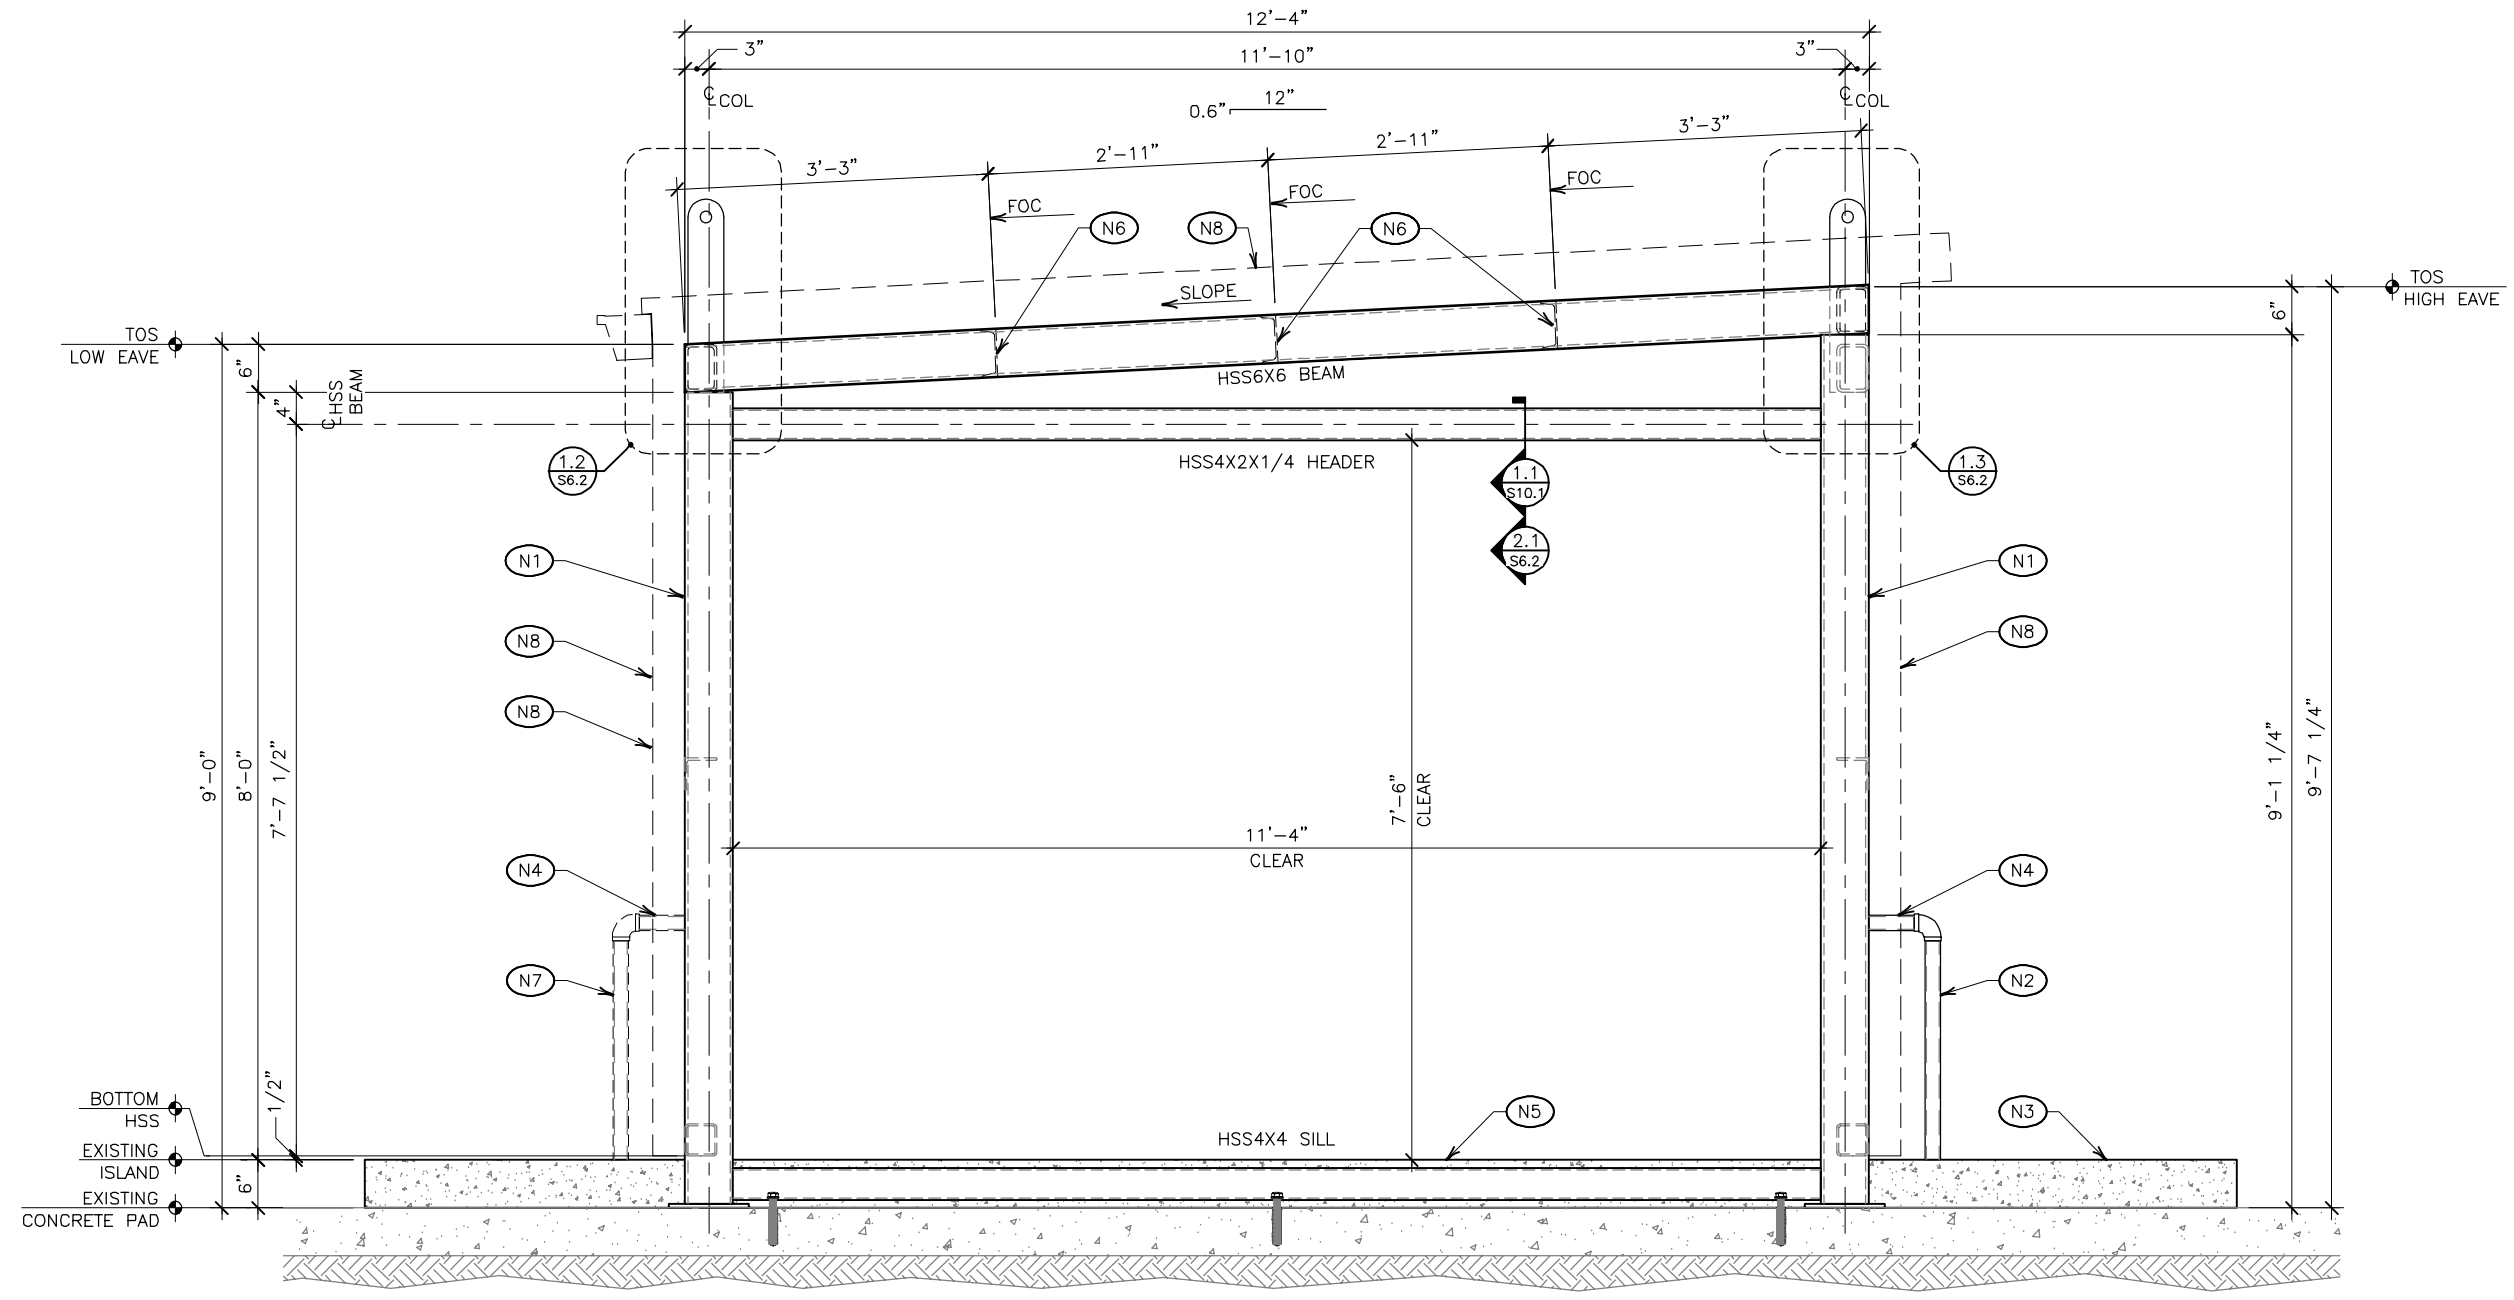 12'-4"
3"
11'-10"
3"
℄ COL
℄ COL
12"
0.6"
3'-3"
2'-11"
2'-11"
3'-3"
FOC
FOC
FOC
N6
N8
N6
SLOPE
TOS
HIGH EAVE
6"
TOS
LOW EAVE
6"
4"
℄ HSS
BEAM
HSS6X6 BEAM
HSS4X2X1/4 HEADER
1.2
S6.2
1.1
S10.1
1.3
S6.2
2.1
S6.2
N1
N1
N8
N8
N8
9'-0"
8'-0"
7'-7 1/2"
7'-6"
CLEAR
9'-1 1/4"
9'-7 1/4"
11'-4"
CLEAR
N4
N4
N7
N2
1/2"
BOTTOM
HSS
N5
N3
HSS4X4 SILL
EXISTING
ISLAND
6"
EXISTING
CONCRETE PAD